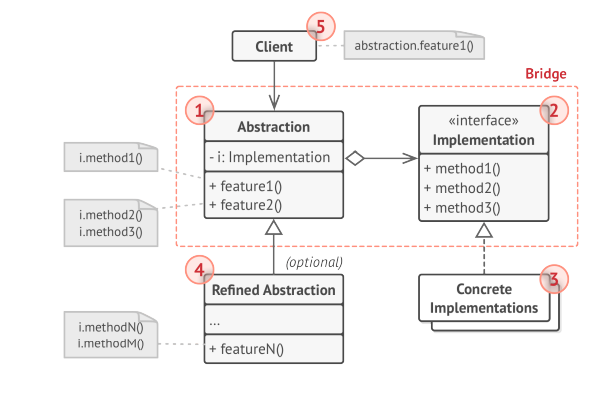 5
Client
abstraction.feature1()
Bridge
1
Abstraction
- i: Implementation
+ feature1()
+ feature2()
2
«interface»
Implementation
+ method1()
+ method2()
+ method3()
i.method1()
i.method2()
i.method3()
(optional)
4
Refined Abstraction
...
+ featureN()
3
Concrete
Implementations
i.methodN()
i.methodM()